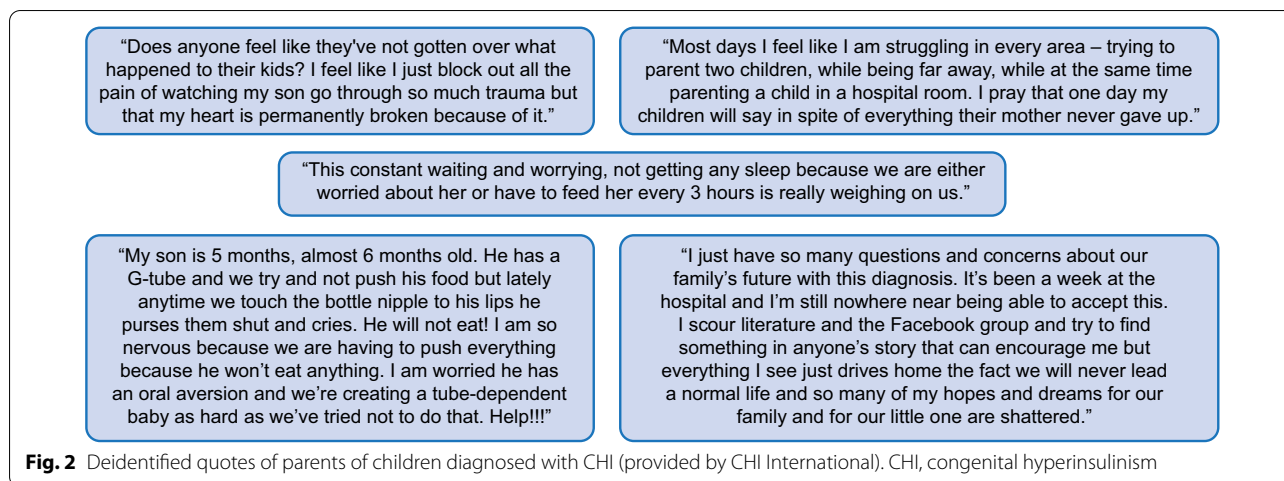 “Does anyone feel like they've not gotten over what
happened to their kids? I feel like I just block out all the
pain of watching my son go through so much trauma but
that my heart is permanently broken because of it.”
“Most days I feel like I am struggling in every area – trying to
parent two children, while being far away, while at the same time
parenting a child in a hospital room. I pray that one day my
children will say in spite of everything their mother never gave up.”
“This constant waiting and worrying, not getting any sleep because we are either
worried about her or have to feed her every 3 hours is really weighing on us.”
“My son is 5 months, almost 6 months old. He has a
G-tube and we try and not push his food but lately
anytime we touch the bottle nipple to his lips he
purses them shut and cries. He will not eat! I am so
nervous because we are having to push everything
because he won’t eat anything. I am worried he has
an oral aversion and we’re creating a tube-dependent
baby as hard as we’ve tried not to do that. Help!!!”
“I just have so many questions and concerns about our
family’s future with this diagnosis. It’s been a week at the
hospital and I’m still nowhere near being able to accept this.
I scour literature and the Facebook group and try to find
something in anyone’s story that can encourage me but
everything I see just drives home the fact we will never lead
a normal life and so many of my hopes and dreams for our
family and for our little one are shattered.”
Fig. 2 Deidentified quotes of parents of children diagnosed with CHI (provided by CHI International). CHI, congenital hyperinsulinism